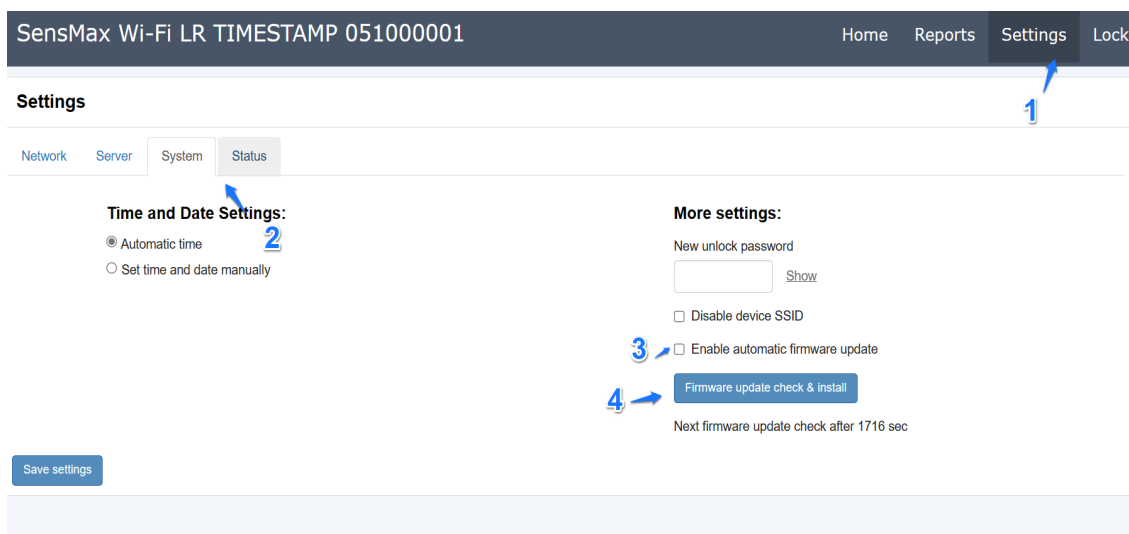 SensMax Wi-Fi LR TIMESTAMP 051000001 Home Reports Settings Lock
1
Settings
Network Server System Status
2
Time and Date Settings:
Automatic time
Set time and date manually
More settings:
New unlock password
Show
Disable device SSID
3 Enable automatic firmware update
4 Firmware update check & install
Next firmware update check after 1716 sec
Save settings